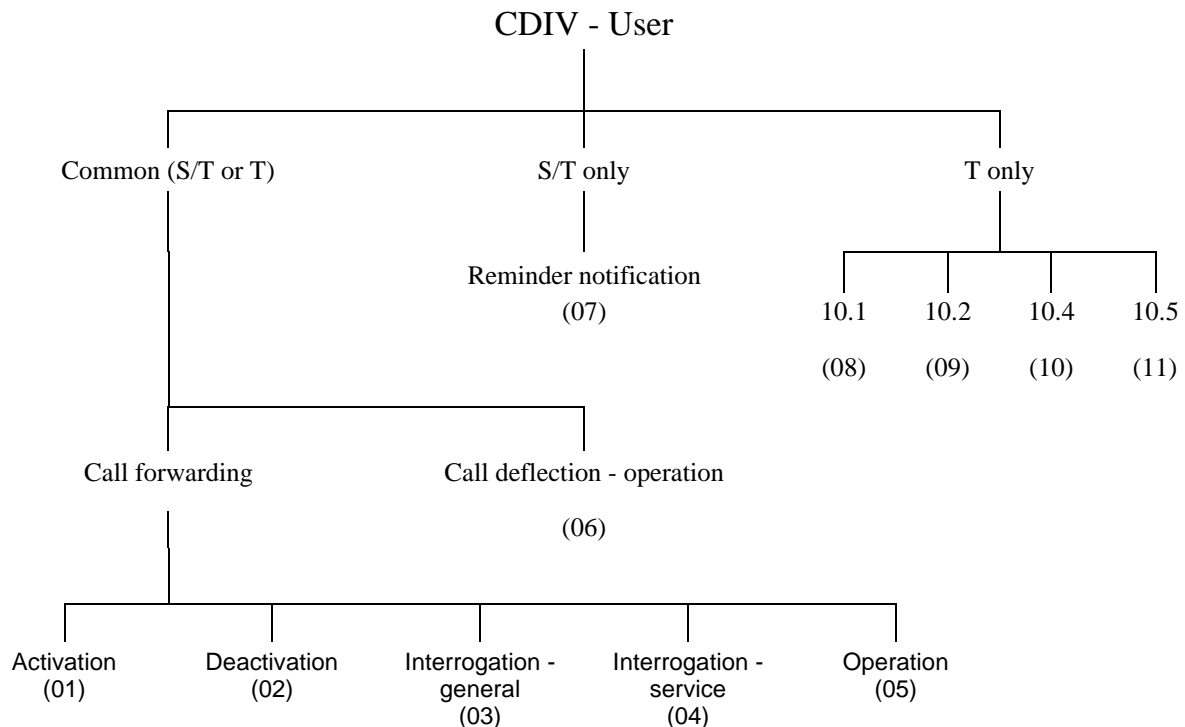 CDIV - User
Common (S/T or T)
S/T only
T only
Reminder notification
(07)
10.1
10.2
10.4
10.5
(08)
(09)
(10)
(11)
Call forwarding
Call deflection - operation
(06)
Activation
(01)
Deactivation
(02)
Interrogation -
general
(03)
Interrogation -
service
(04)
Operation
(05)